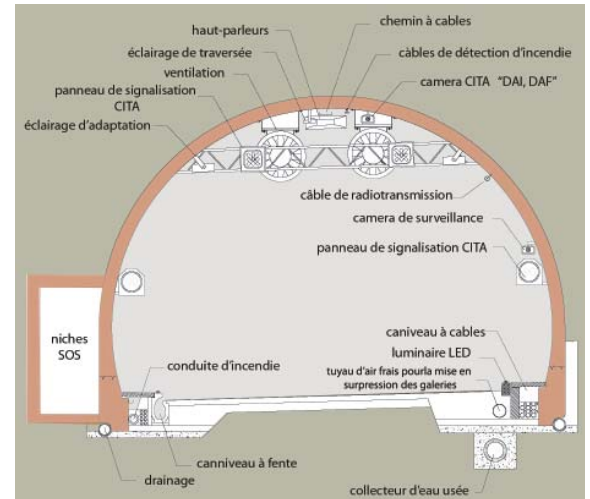 haut-parleurs
chemin à cables
éclairage de traversée
càbles de détection d'incendie
ventilation
camera CITA "DAI, DAF"
panneau de signalisation
CITA
éclairage d'adaptation
câble de radiotransmission
camera de surveillance
panneau de signalisation CITA
niches
SOS
caniveau à cables
conduite d'incendie
luminaire LED
tuyau d'air frais pourla mise en
surpression des galeries
drainage
canniveau à fente
collecteur d'eau usée